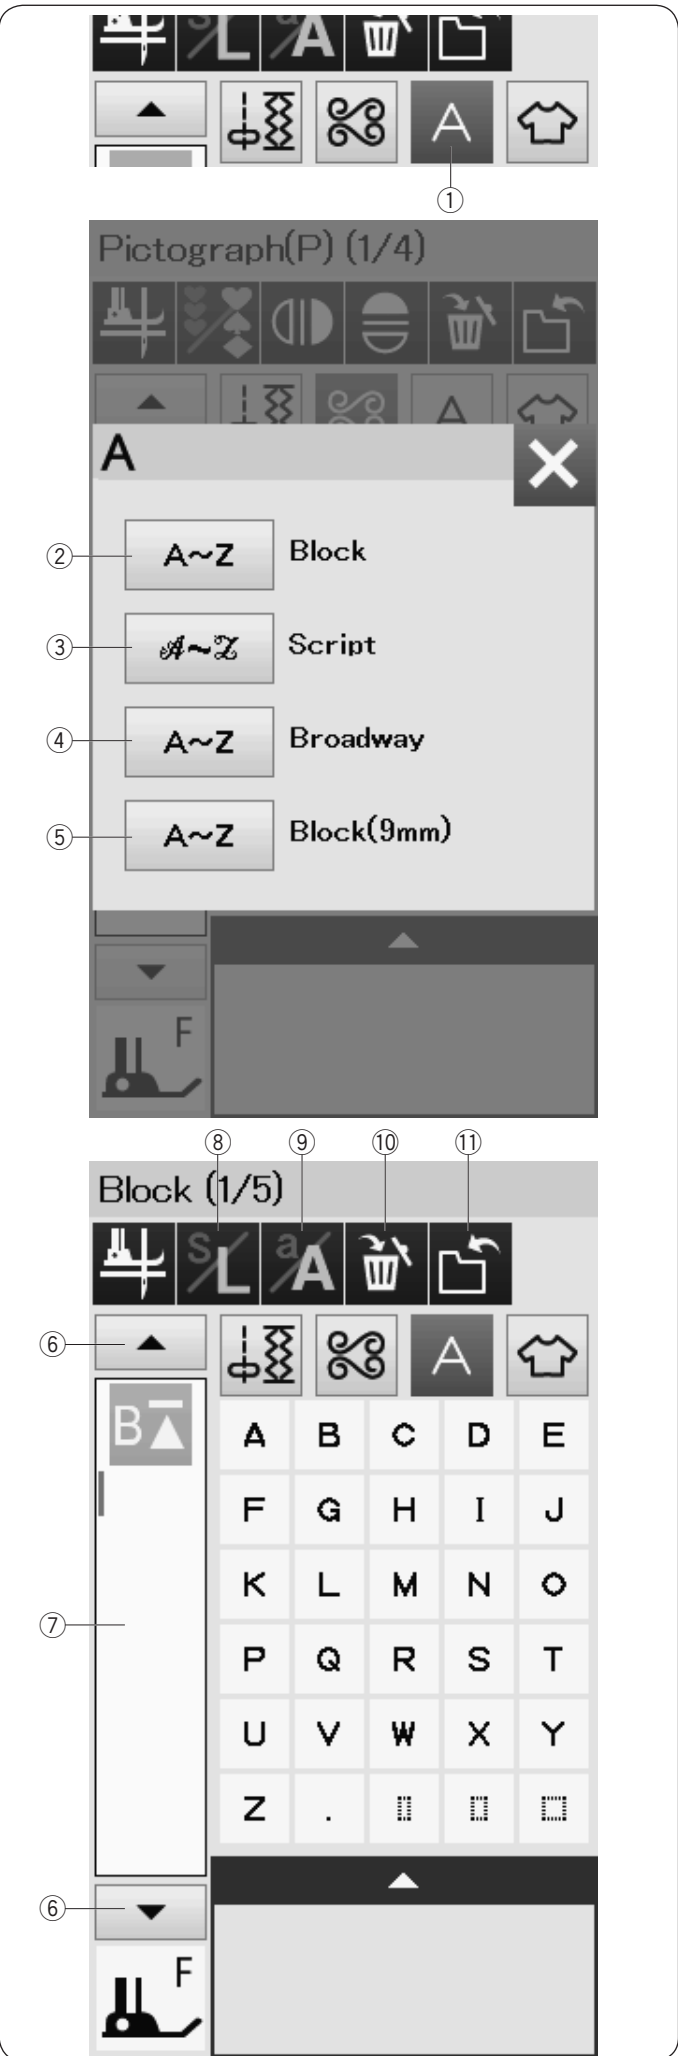 S/L a/A
A
①
Pictograph(P) (1/4)
A
A
② A~Z Block
③ A~Z Script
④ A~Z Broadway
⑤ A~Z Block(9mm)
F
⑧ ⑨ ⑩ ⑪
Block (1/5)
S/L a/A
⑥ A
B
A B C D E
F G H I J
K L M N O
⑦
P Q R S T
U V W X Y
Z .
⑥
F